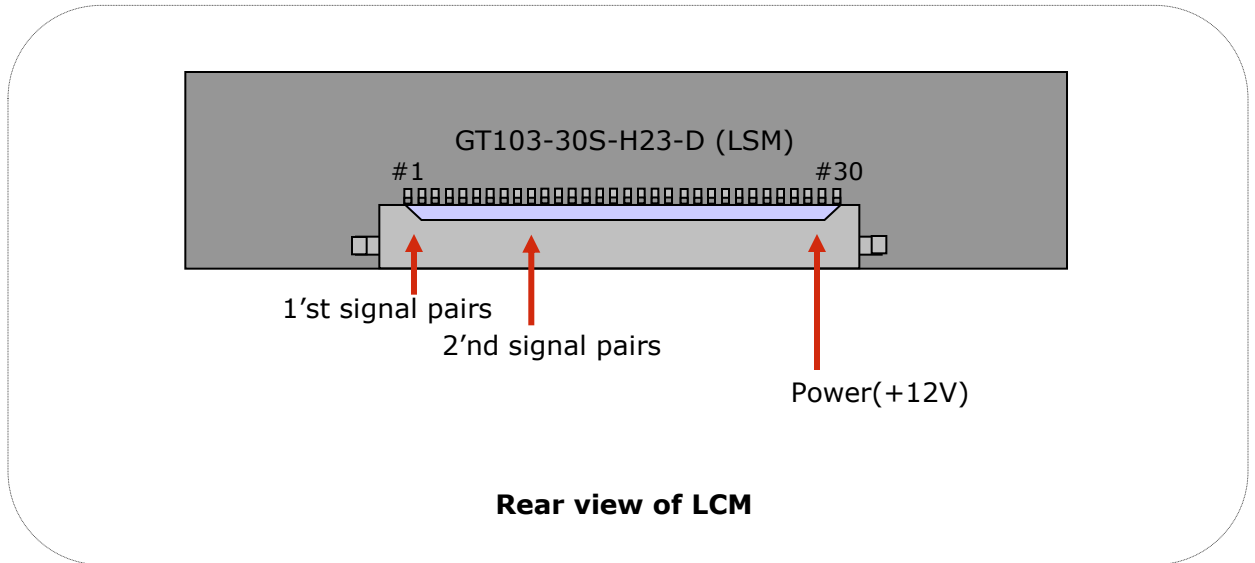 GT103-30S-H23-D (LSM)
#1 #30
1’st signal pairs
2’nd signal pairs
Power(+12V)
Rear view of LCM